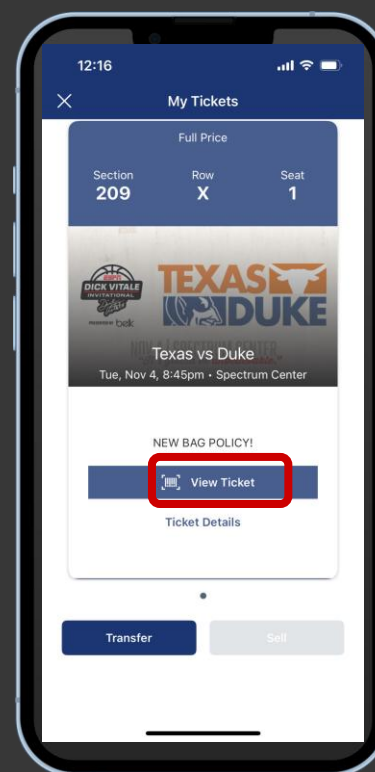 12:16
My Tickets
Full Price
Section Row Seat
209 X 1
ESPN
DICK VITALE
INVITATIONAL
belk
TEXAS
DUKE
Texas vs Duke
Tue, Nov 4, 8:45pm • Spectrum Center
NEW BAG POLICY!
View Ticket
Ticket Details
Transfer Sell